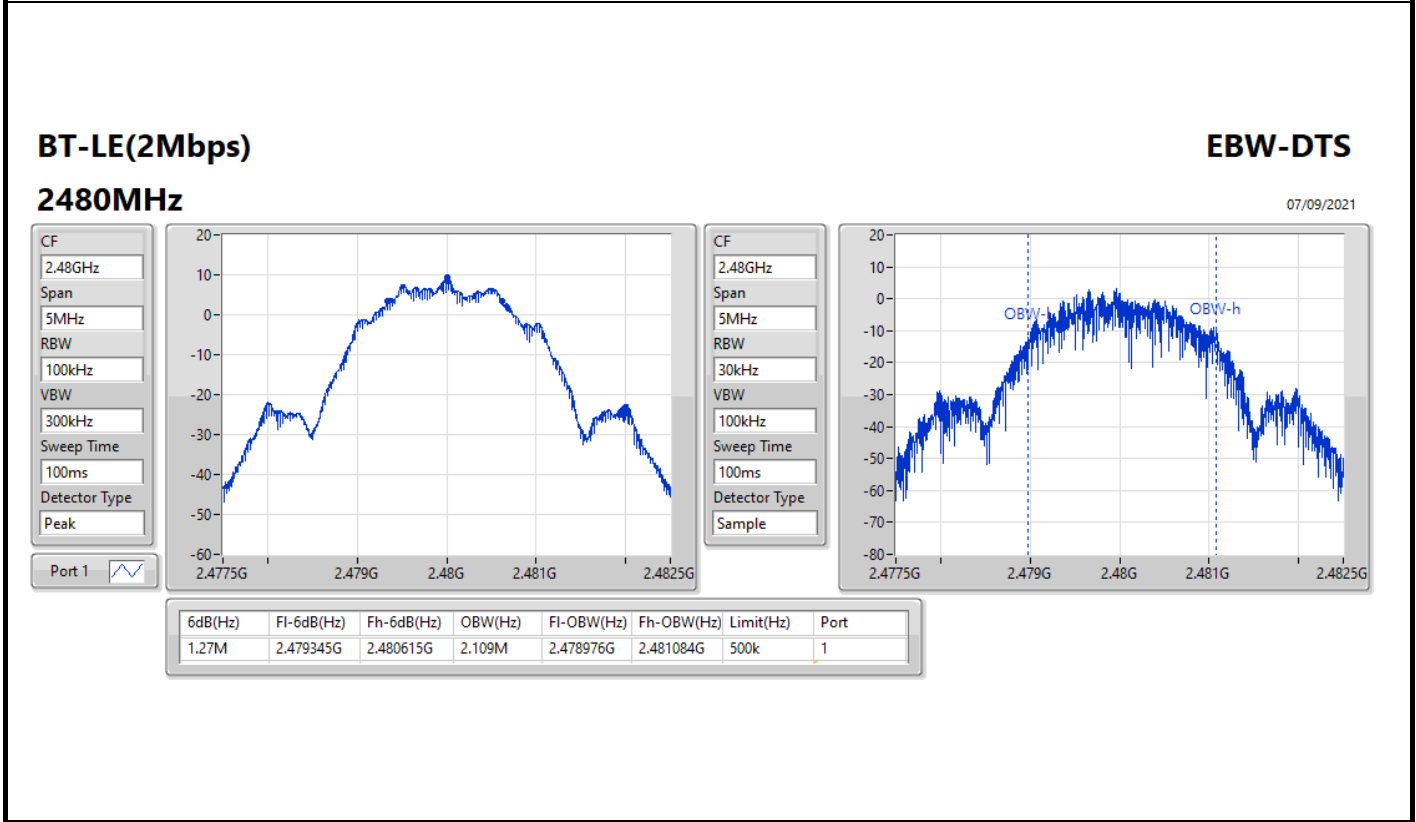 BT-LE(2Mbps)
EBW-DTS
2480MHz
07/09/2021
CF
2.48GHz
Span
5MHz
RBW
100kHz
VBW
300kHz
Sweep Time
100ms
Detector Type
Peak
Port 1
20
10
0
-10
-20
-30
-40
-50
-60
2.4775G
2.479G
2.48G
2.481G
2.4825G
CF
2.48GHz
Span
5MHz
RBW
30kHz
VBW
100kHz
Sweep Time
100ms
Detector Type
Sample
20
10
0
-10
-20
-30
-40
-50
-60
-70
-80
OBW-l
OBW-h
2.4775G
2.479G
2.48G
2.481G
2.4825G
6dB(Hz) Fl-6dB(Hz) Fh-6dB(Hz) OBW(Hz) Fl-OBW(Hz) Fh-OBW(Hz) Limit(Hz) Port
1.27M 2.479345G 2.480615G 2.109M 2.478976G 2.481084G 500k 1